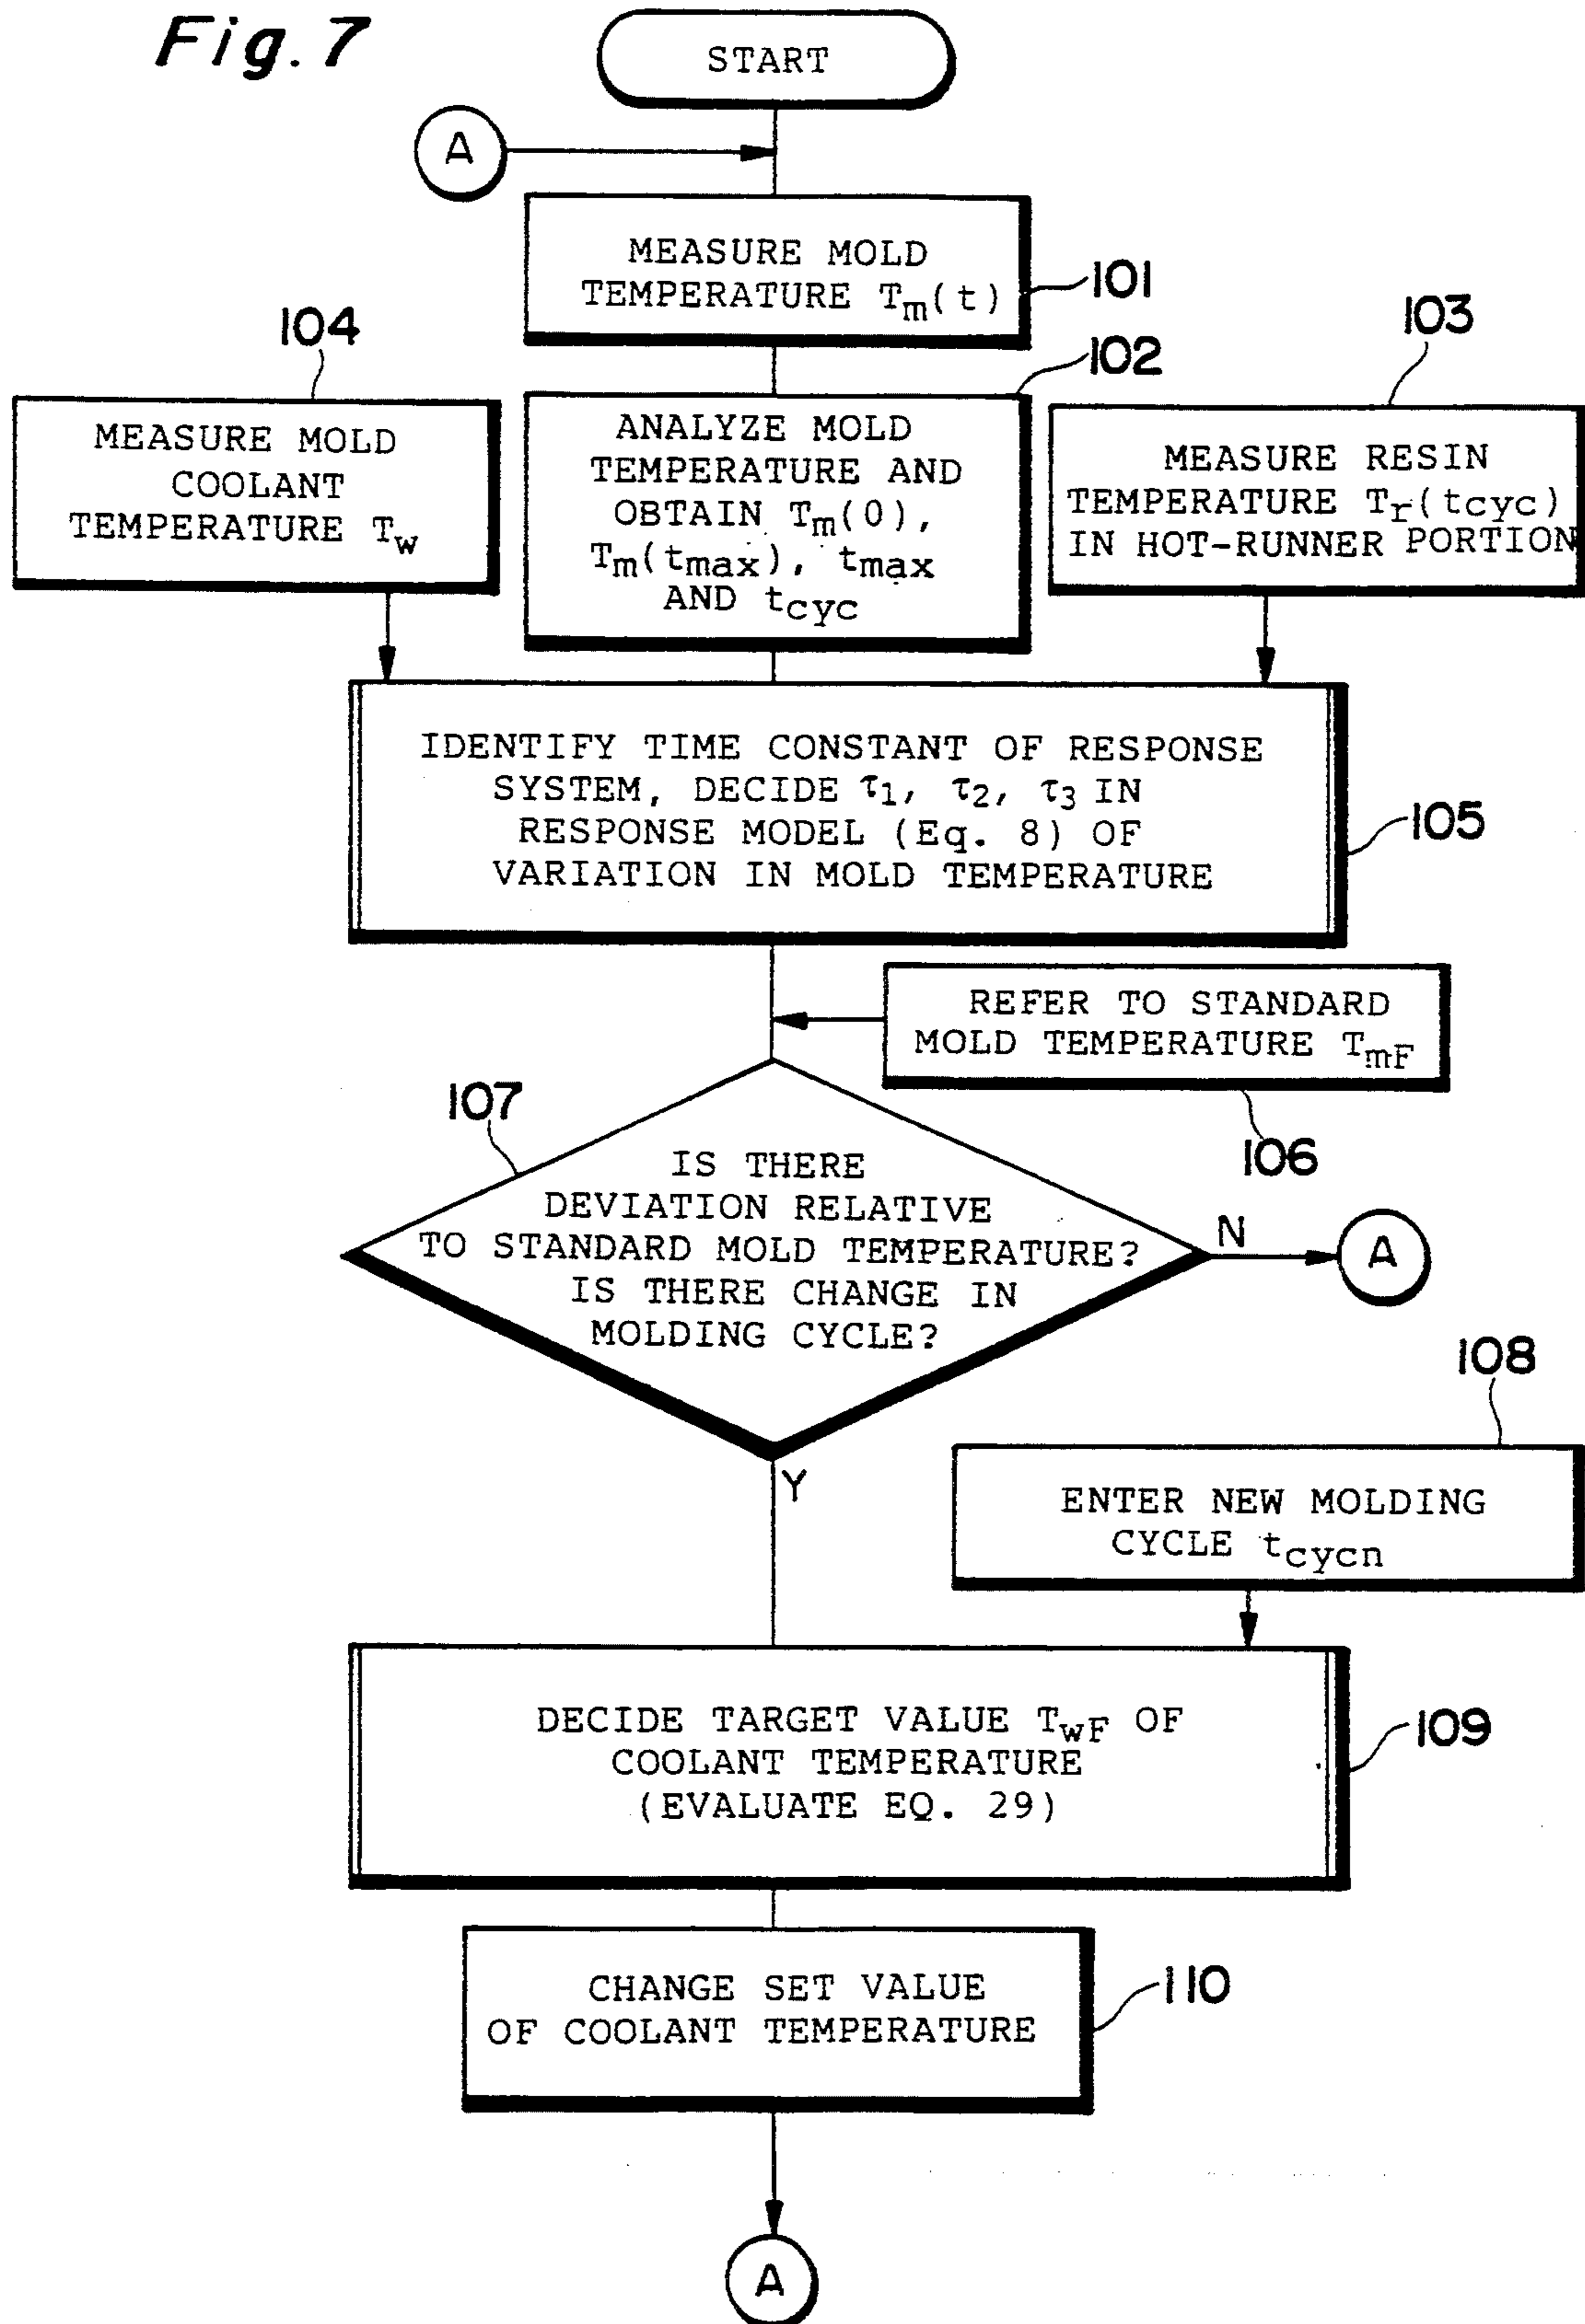 Fig. 7
START
A
MEASURE MOLD
TEMPERATURE Tm(t)
101
104
MEASURE MOLD
COOLANT
TEMPERATURE Tw
102
ANALYZE MOLD
TEMPERATURE AND
OBTAIN Tm(0),
Tm(tmax), tmax
AND tcyc
103
MEASURE RESIN
TEMPERATURE Tr(tcyc)
IN HOT-RUNNER PORTION
IDENTIFY TIME CONSTANT OF RESPONSE
SYSTEM, DECIDE τ1, τ2, τ3 IN
RESPONSE MODEL (Eq. 8) OF
VARIATION IN MOLD TEMPERATURE
105
REFER TO STANDARD
MOLD TEMPERATURE TmF
106
107
IS THERE
DEVIATION RELATIVE
TO STANDARD MOLD TEMPERATURE?
IS THERE CHANGE IN
MOLDING CYCLE?
N
A
Y
108
ENTER NEW MOLDING
CYCLE tcycn
DECIDE TARGET VALUE TwF OF
COOLANT TEMPERATURE
(EVALUATE EQ. 29)
109
CHANGE SET VALUE
OF COOLANT TEMPERATURE
110
A